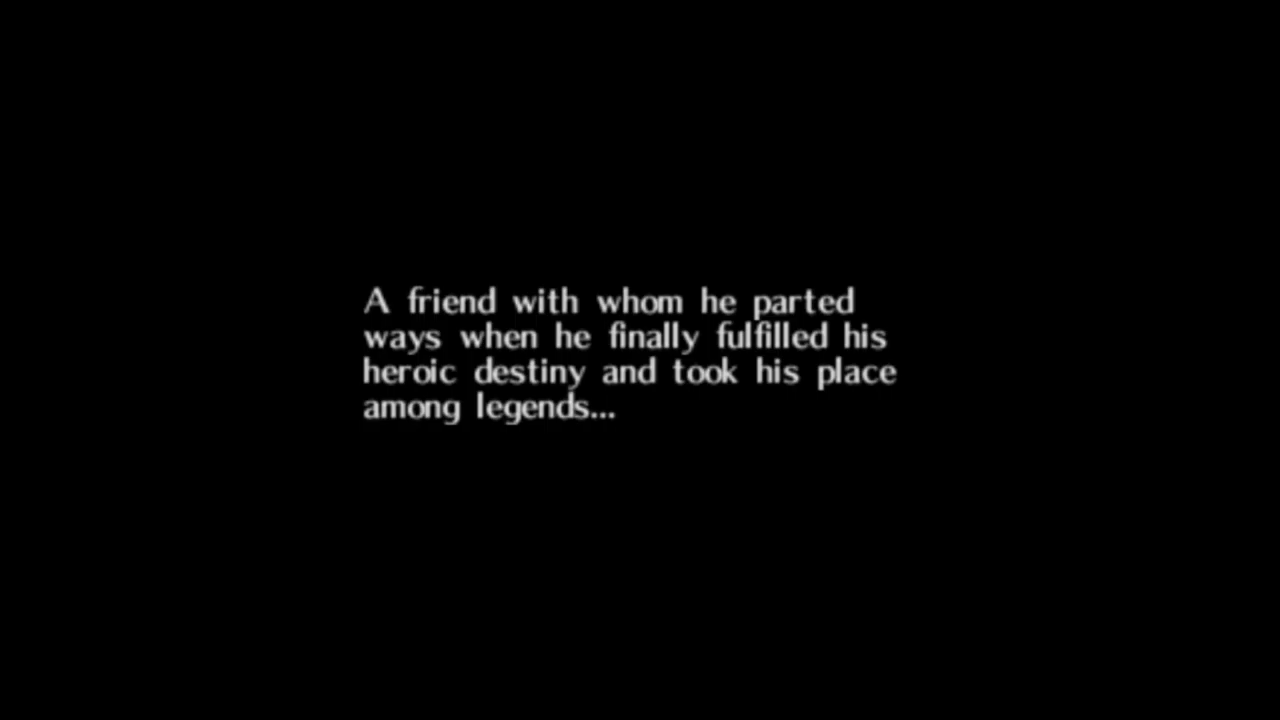 A friend with whom he parted
ways when he finally fulfilled his
heroic destiny and took his place
among legends...